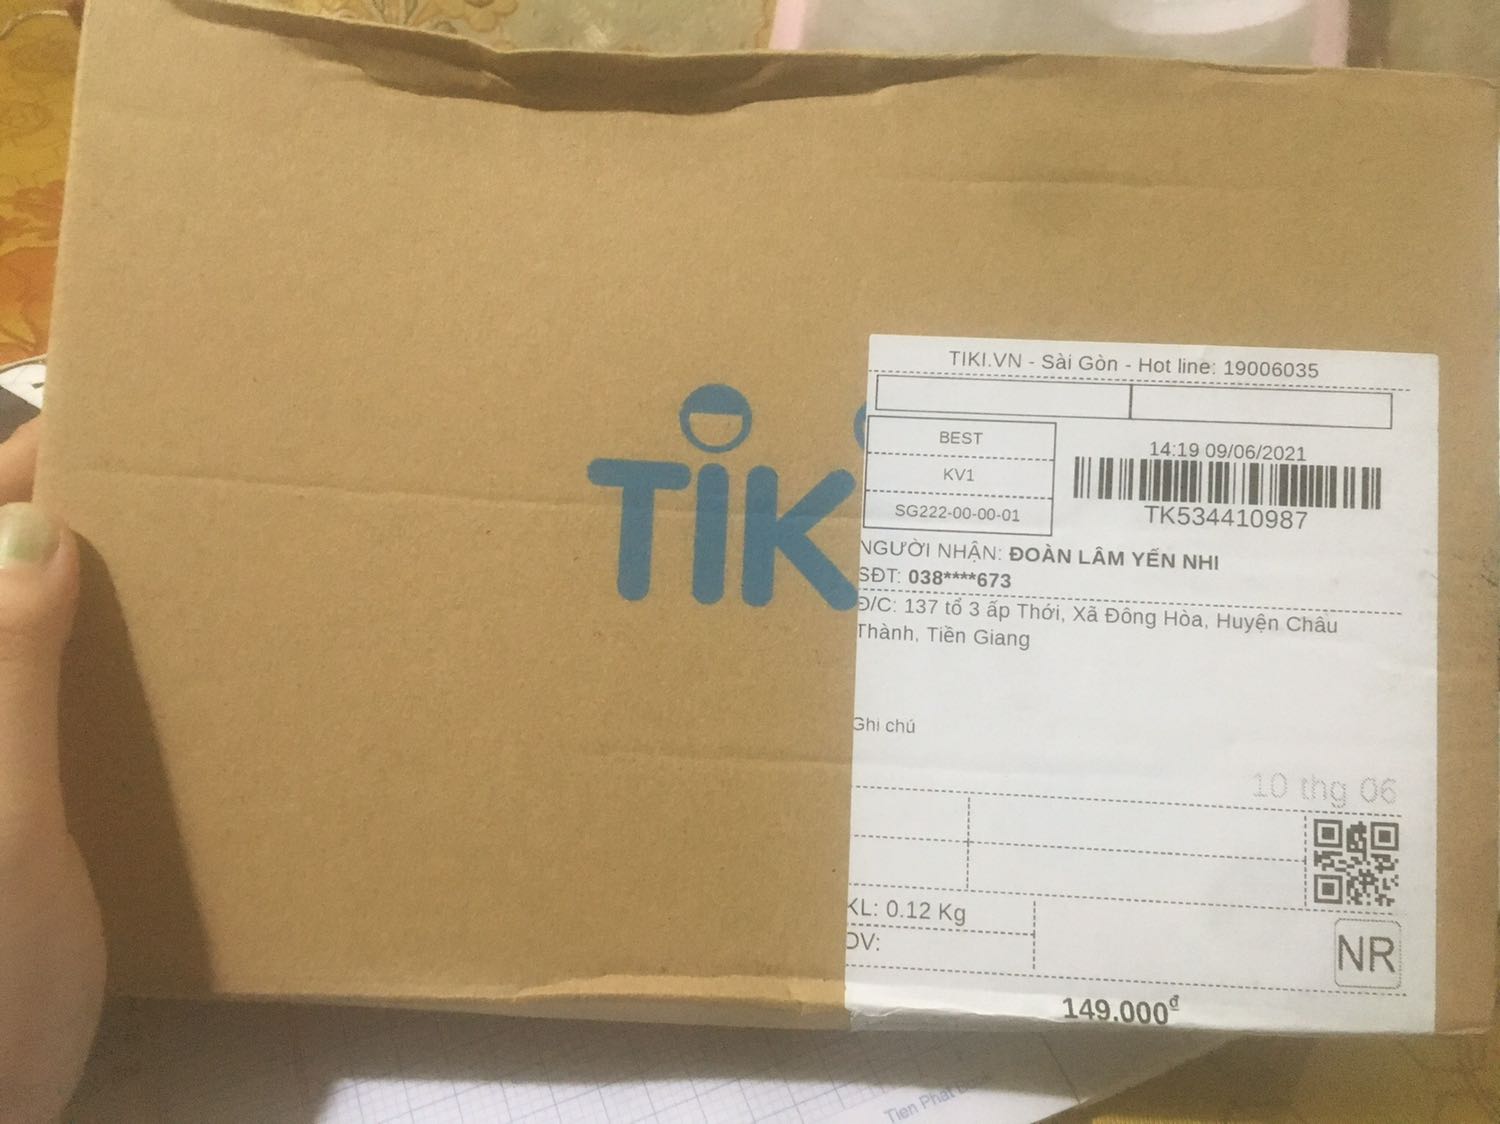 TIKI.VN - Sài Gòn - Hot line: 19006035
BEST
KV1
SG222-00-00-01
14:19 09/06/2021
TK534410987
TIK
NGƯỜI NHẬN: ĐOÀN LÂM YẾN NHI
SĐT: 038****673
Đ/C: 137 tổ 3 ấp Thới, Xã Đông Hòa, Huyện Châu
Thành, Tiền Giang
Ghi chú
10 thg 06
KL: 0.12 Kg
DV:
NR
149.000đ
Tien Phat